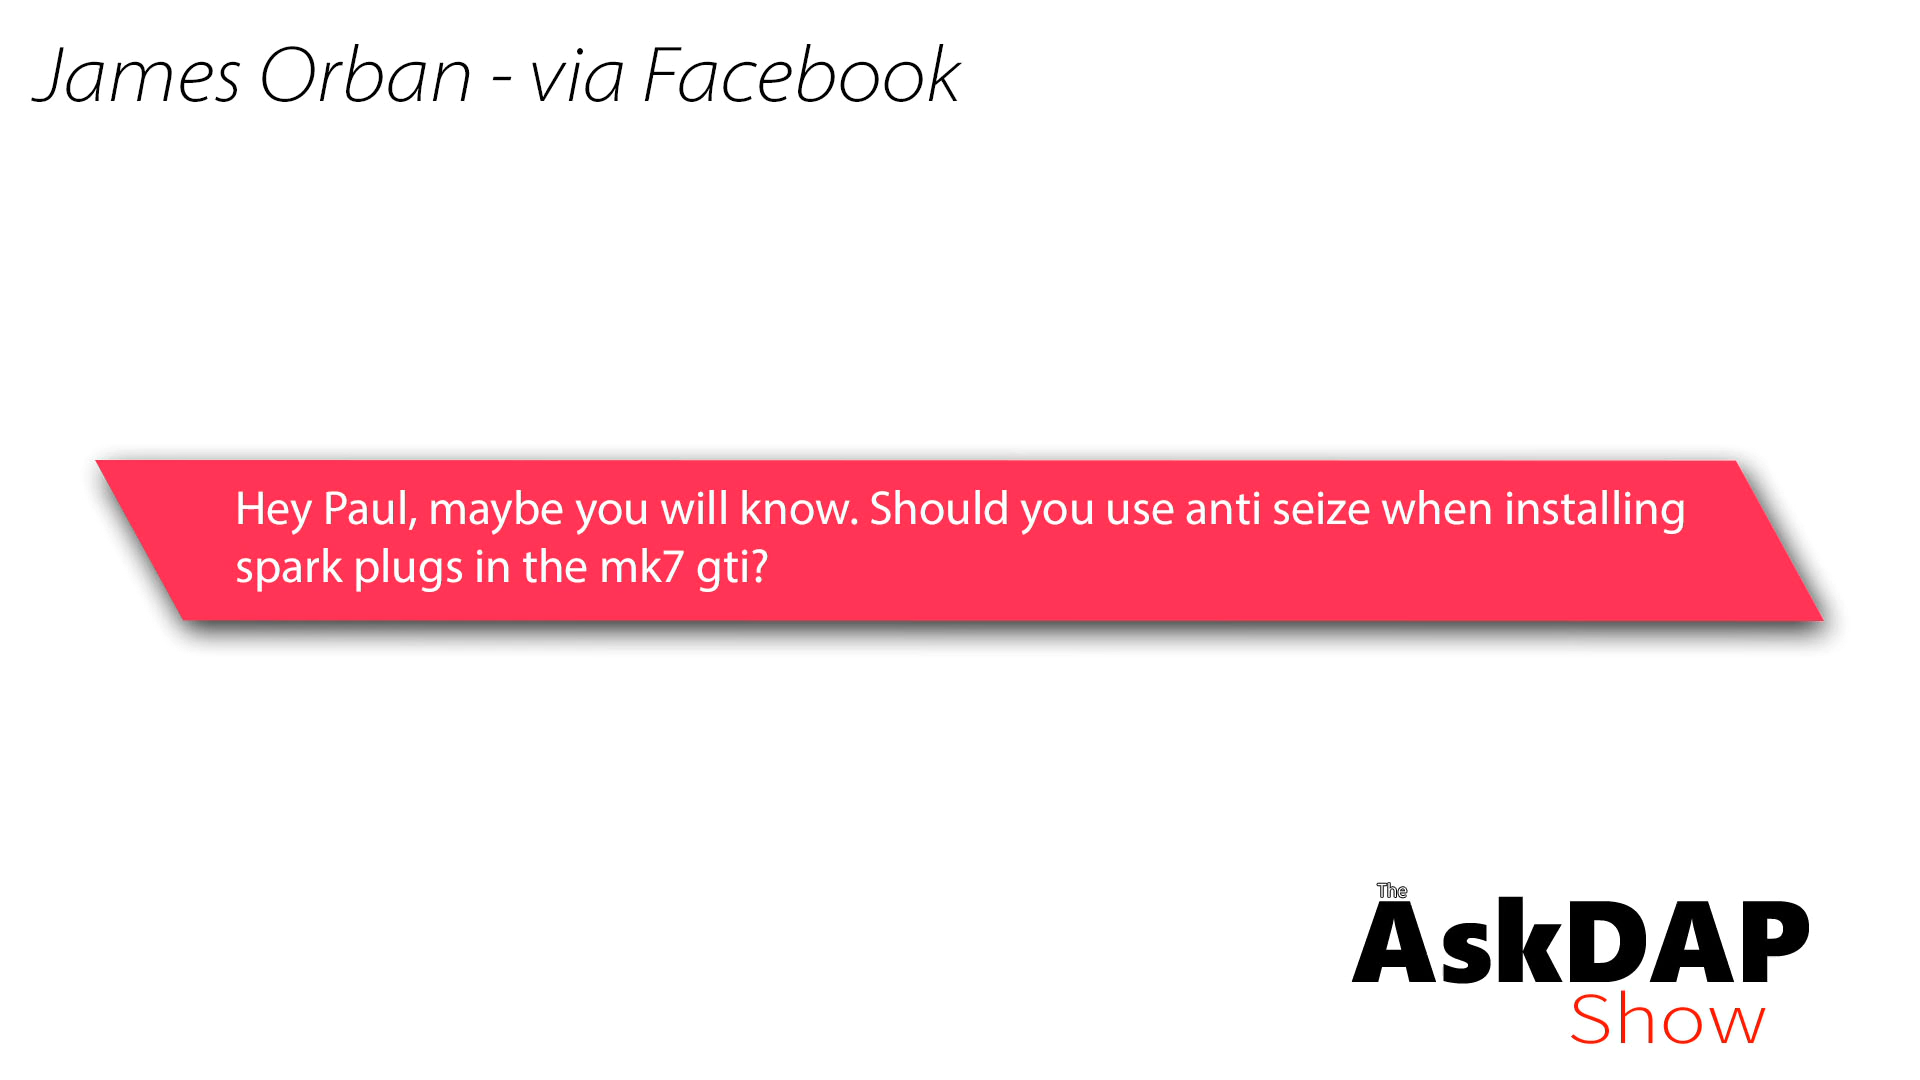 James Orban - via Facebook
Hey Paul, maybe you will know. Should you use anti seize when installing
spark plugs in the mk7 gti?
The
AskDAP
Show